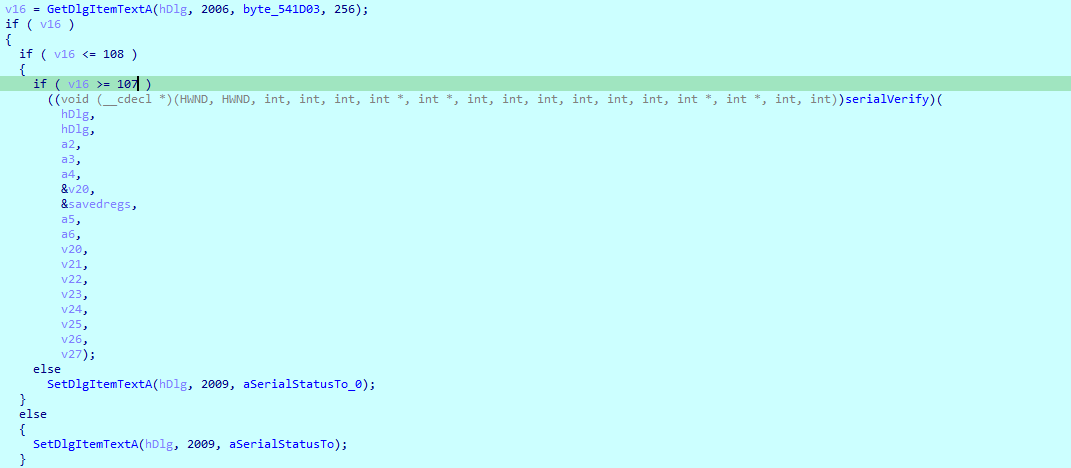 v16 = GetDlgItemTextA(hDlg, 2006, byte_541D03, 256);
if ( v16 )
{
  if ( v16 <= 108 )
  {
    if ( v16 >= 107 )
      ((void (__cdecl *)(HWND, HWND, int, int, int, int *, int *, int, int, int, int, int, int, int *, int *, int, int))serialVerify)(
        hDlg,
        hDlg,
        a2,
        a3,
        a4,
        &v20,
        &savedregs,
        a5,
        a6,
        v20,
        v21,
        v22,
        v23,
        v24,
        v25,
        v26,
        v27);
    else
      SetDlgItemTextA(hDlg, 2009, aSerialStatusTo_0);
  }
  else
  {
    SetDlgItemTextA(hDlg, 2009, aSerialStatusTo);
  }